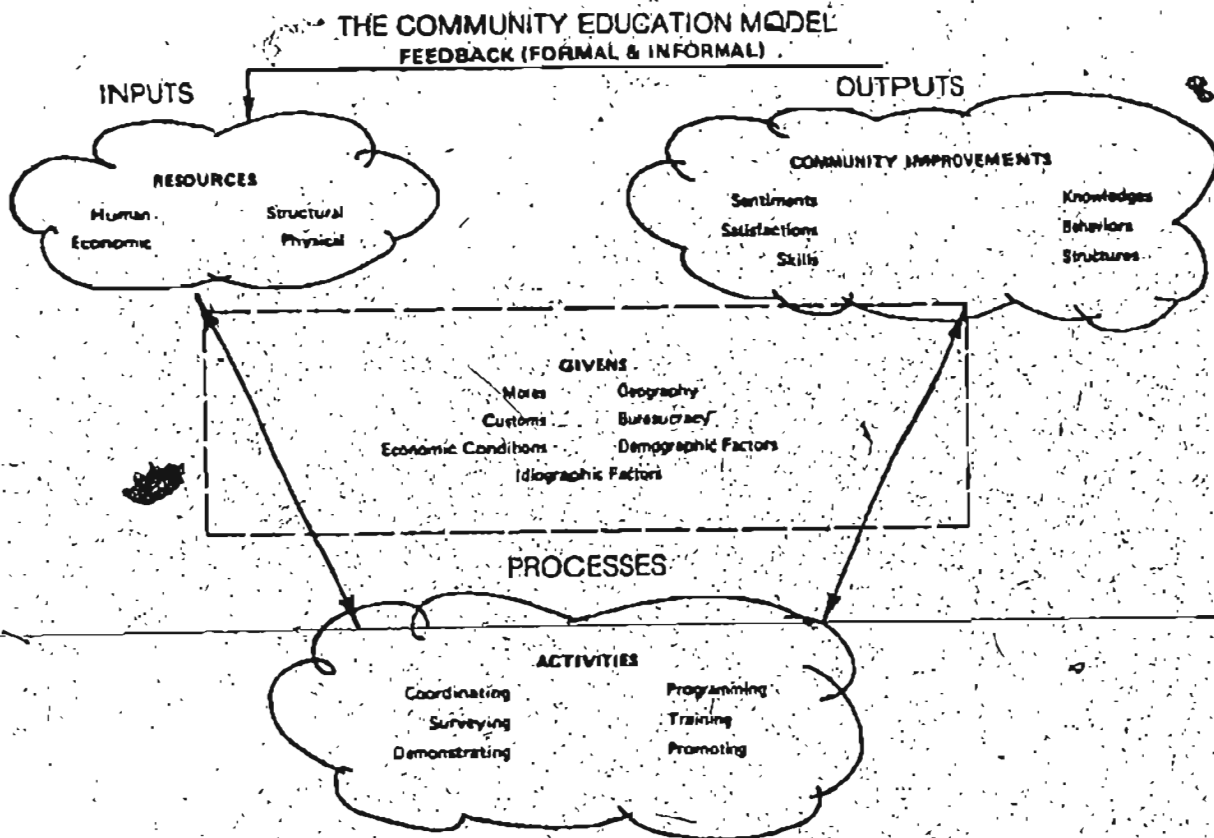 THE COMMUNITY EDUCATION MODEL
FEEDBACK (FORMAL & INFORMAL)
INPUTS
OUTPUTS
RESOURCES
Human Structural
Economic Physical
COMMUNITY IMPROVEMENTS
Sentiments Knowledges
Satisfactions Behaviors
Skills Structures
GIVENS
Mores Geography
Customs Bureaucracy
Economic Conditions Demographic Factors
Idiographic Factors
PROCESSES
ACTIVITIES
Coordinating Programming
Surveying Training
Demonstrating Promoting